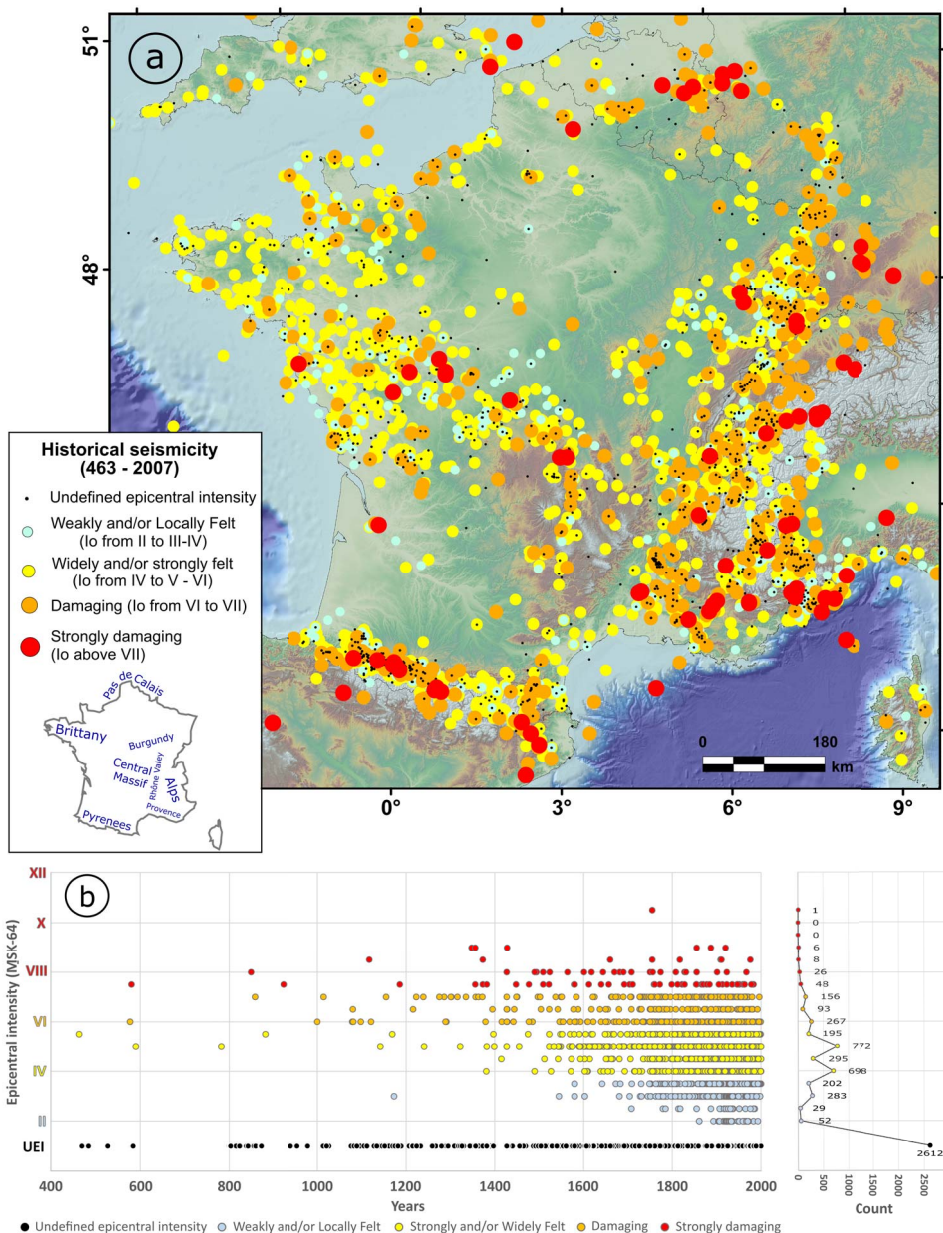 a
51°
48°
Historical seismicity
(463 - 2007)
Undefined epicentral intensity
Weakly and/or Locally Felt
(Io from II to III-IV)
Widely and/or strongly felt
(Io from IV to V - VI)
Damaging (Io from VI to VII)
Strongly damaging
(Io above VII)
Pas de Calais
Brittany
Burgundy
Central
Massif
Rhône Valey
Alps
Provence
Pyrenees
0 180
km
0° 3° 6° 9°
b
Epicentral intensity (MSK-64)
XII
X
VIII
VI
IV
II
UEI
400 600 800 1000 1200 1400 1600 1800 2000
Years
1
0
0
6
8
26
48
156
93
267
195
772
295
698
202
283
29
52
2612
0 500 1000 1500 2000 2500
Count
Undefined epicentral intensity Weakly and/or Locally Felt Strongly and/or Widely Felt Damaging Strongly damaging